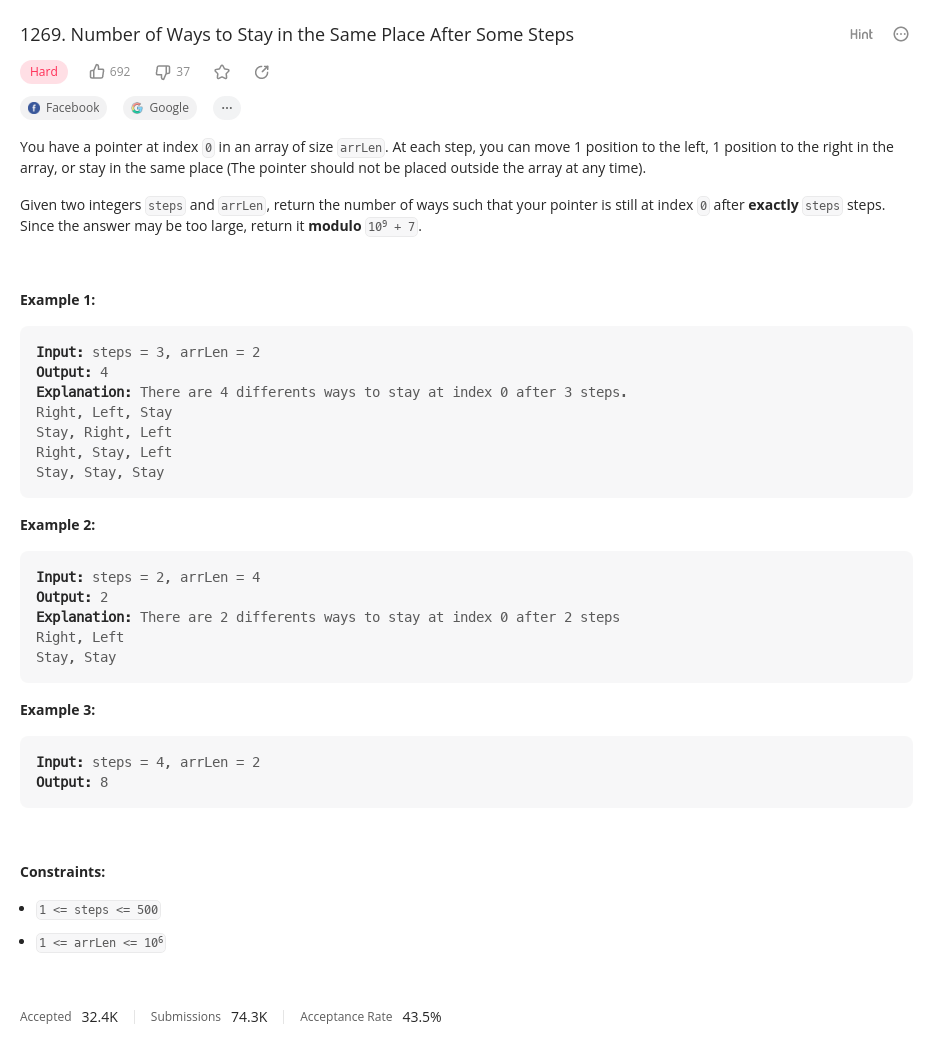 1269. Number of Ways to Stay in the Same Place After Some Steps
Hint
Hard
692
37
Facebook
Google
You have a pointer at index 0 in an array of size arrLen. At each step, you can move 1 position to the left, 1 position to the right in the
array, or stay in the same place (The pointer should not be placed outside the array at any time).
Given two integers steps and arrLen, return the number of ways such that your pointer is still at index 0 after exactly steps steps.
Since the answer may be too large, return it modulo 10⁹ + 7.
Example 1:
Input: steps = 3, arrLen = 2
Output: 4
Explanation: There are 4 differents ways to stay at index 0 after 3 steps.
Right, Left, Stay
Stay, Right, Left
Right, Stay, Left
Stay, Stay, Stay
Example 2:
Input: steps = 2, arrLen = 4
Output: 2
Explanation: There are 2 differents ways to stay at index 0 after 2 steps
Right, Left
Stay, Stay
Example 3:
Input: steps = 4, arrLen = 2
Output: 8
Constraints:
1 <= steps <= 500
1 <= arrLen <= 10⁶
Accepted 32.4K Submissions 74.3K Acceptance Rate 43.5%